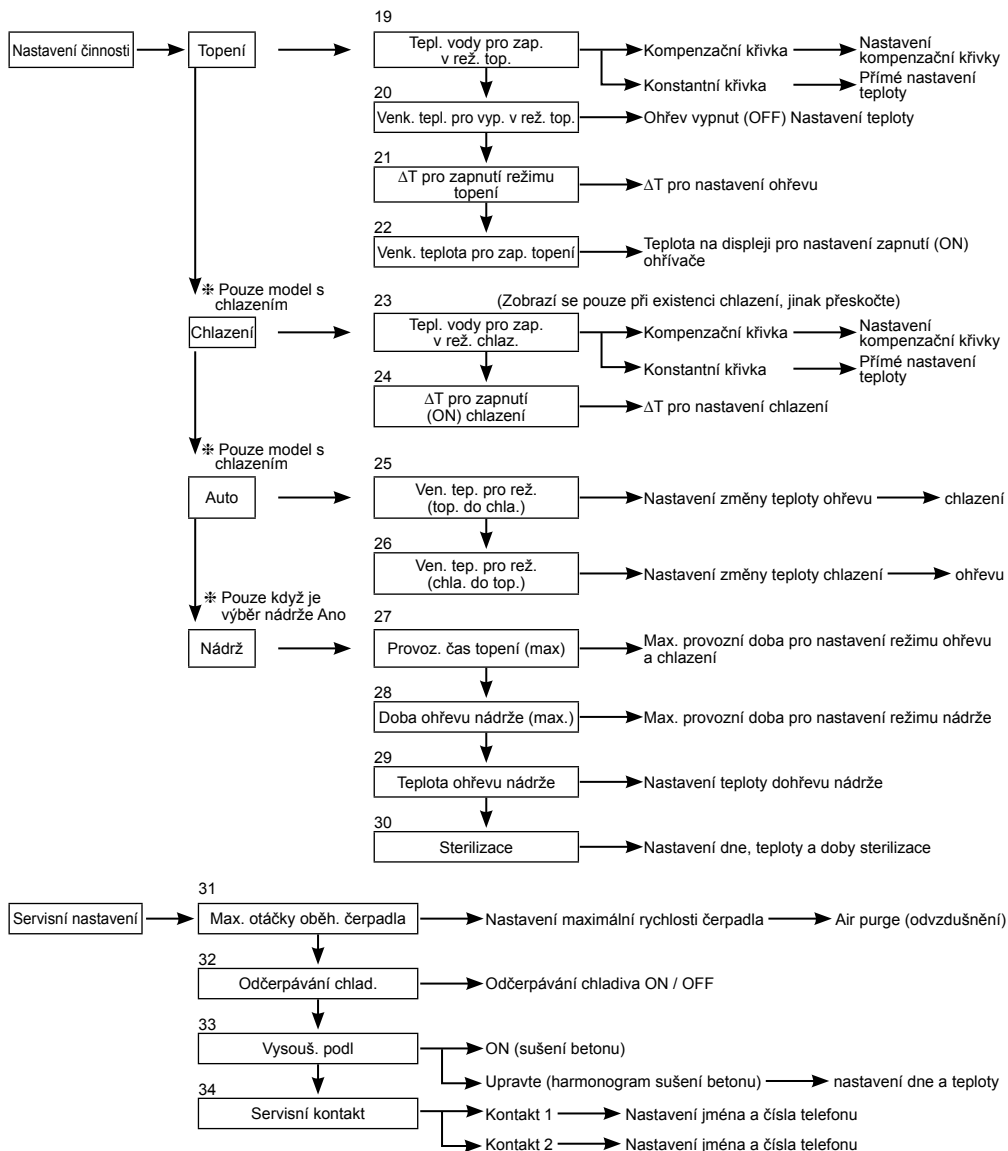 19
Nastavení činnosti
Topení
Tepl. vody pro zap.
v rež. top.
Kompenzační křivka
Nastavení
kompenzační křivky
Konstantní křivka
Přímé nastavení
teploty
20
Venk. tepl. pro vyp. v rež. top.
Ohřev vypnut (OFF) Nastavení teploty
21
∆T pro zapnutí režimu
topení
∆T pro nastavení ohřevu
22
Venk. teplota pro zap. topení
Teplota na displeji pro nastavení zapnutí (ON)
ohřívače
❈ Pouze model s
chlazením
23
(Zobrazí se pouze při existenci chlazení, jinak přeskočte)
Chlazení
Tepl. vody pro zap.
v rež. chlaz.
Kompenzační křivka
Nastavení
kompenzační křivky
Konstantní křivka
Přímé nastavení
teploty
24
∆T pro zapnutí
(ON) chlazení
∆T pro nastavení chlazení
❈ Pouze model s
chlazením
25
Auto
Ven. tep. pro rež.
(top. do chla.)
Nastavení změny teploty ohřevu
chlazení
26
Ven. tep. pro rež.
(chla. do top.)
Nastavení změny teploty chlazení
ohřevu
❈ Pouze když je
výběr nádrže Ano
27
Nádrž
Provoz. čas topení (max)
Max. provozní doba pro nastavení režimu ohřevu
a chlazení
28
Doba ohřevu nádrže (max.)
Max. provozní doba pro nastavení režimu nádrže
29
Teplota ohřevu nádrže
Nastavení teploty dohřevu nádrže
30
Sterilizace
Nastavení dne, teploty a doby sterilizace
31
Servisní nastavení
Max. otáčky oběh. čerpadla
Nastavení maximální rychlosti čerpadla
Air purge (odvzdušnění)
32
Odčerpávání chlad.
Odčerpávání chladiva ON / OFF
33
Vysouš. podl
ON (sušení betonu)
Upravte (harmonogram sušení betonu)
nastavení dne a teploty
34
Servisní kontakt
Kontakt 1
Nastavení jména a čísla telefonu
Kontakt 2
Nastavení jména a čísla telefonu